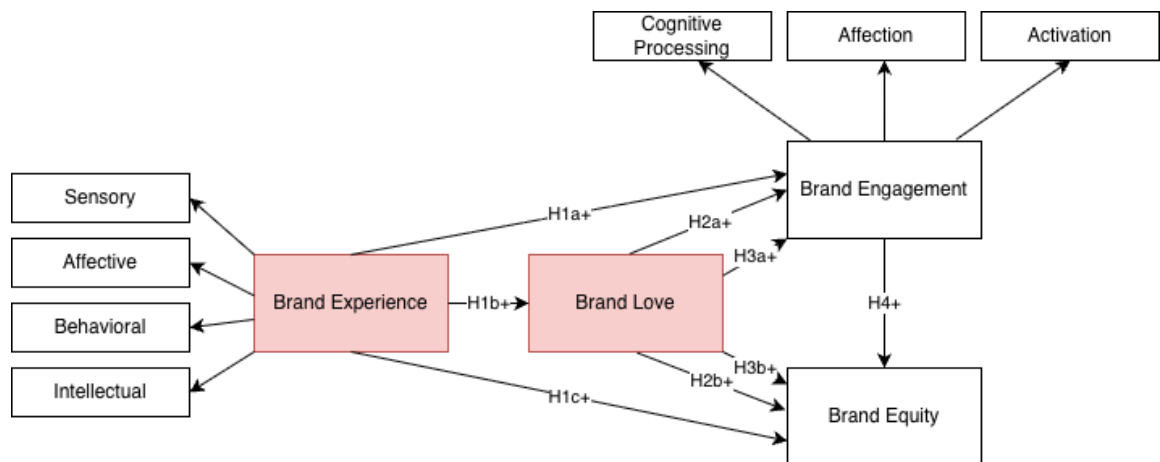 Cognitive
Processing
Affection
Activation
Brand Engagement
Sensory
H1a+
H2a+
Affective
H3a+
Brand Experience
H1b+
Brand Love
H4+
Behavioral
H3b+
H2b+
Intellectual
H1c+
Brand Equity